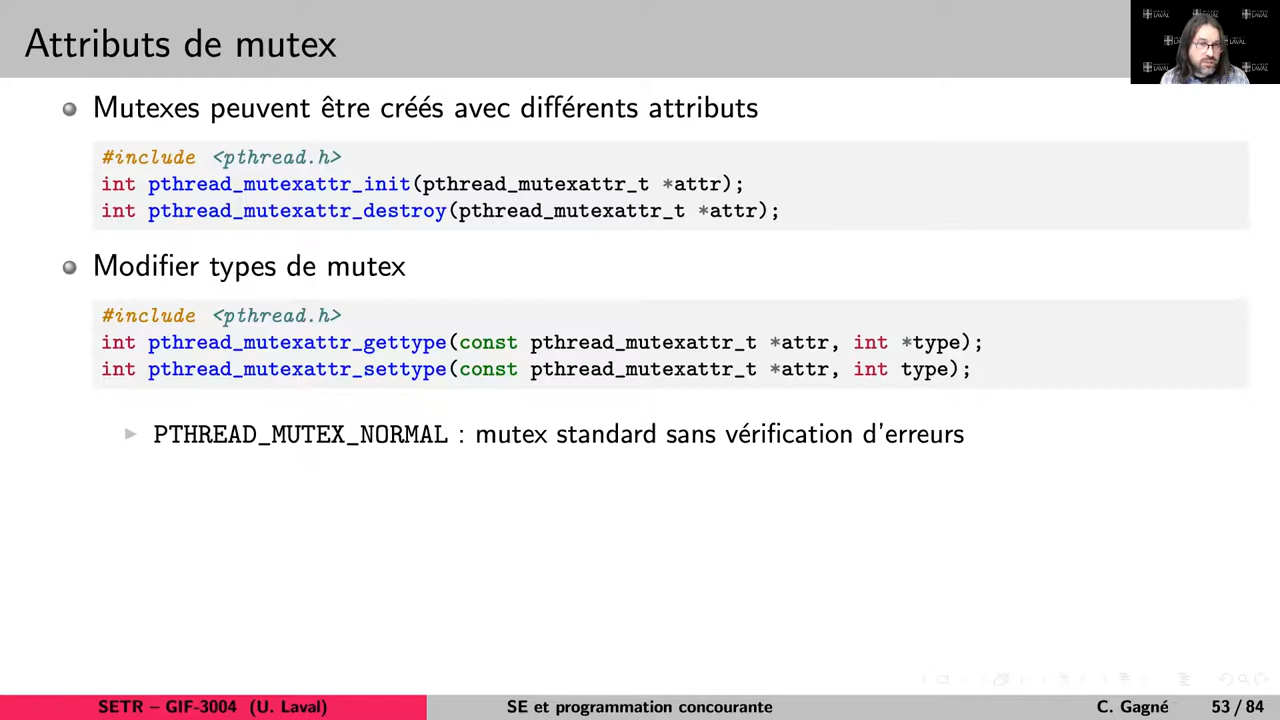 Attributs de mutex
Mutexes peuvent être créés avec différents attributs
#include <pthread.h>
int pthread_mutexattr_init(pthread_mutexattr_t *attr);
int pthread_mutexattr_destroy(pthread_mutexattr_t *attr);
Modifier types de mutex
#include <pthread.h>
int pthread_mutexattr_gettype(const pthread_mutexattr_t *attr, int *type);
int pthread_mutexattr_settype(const pthread_mutexattr_t *attr, int type);
PTHREAD_MUTEX_NORMAL : mutex standard sans vérification d'erreurs
SETR – GIF-3004 (U. Laval) SE et programmation concourante C. Gagné 53 / 84